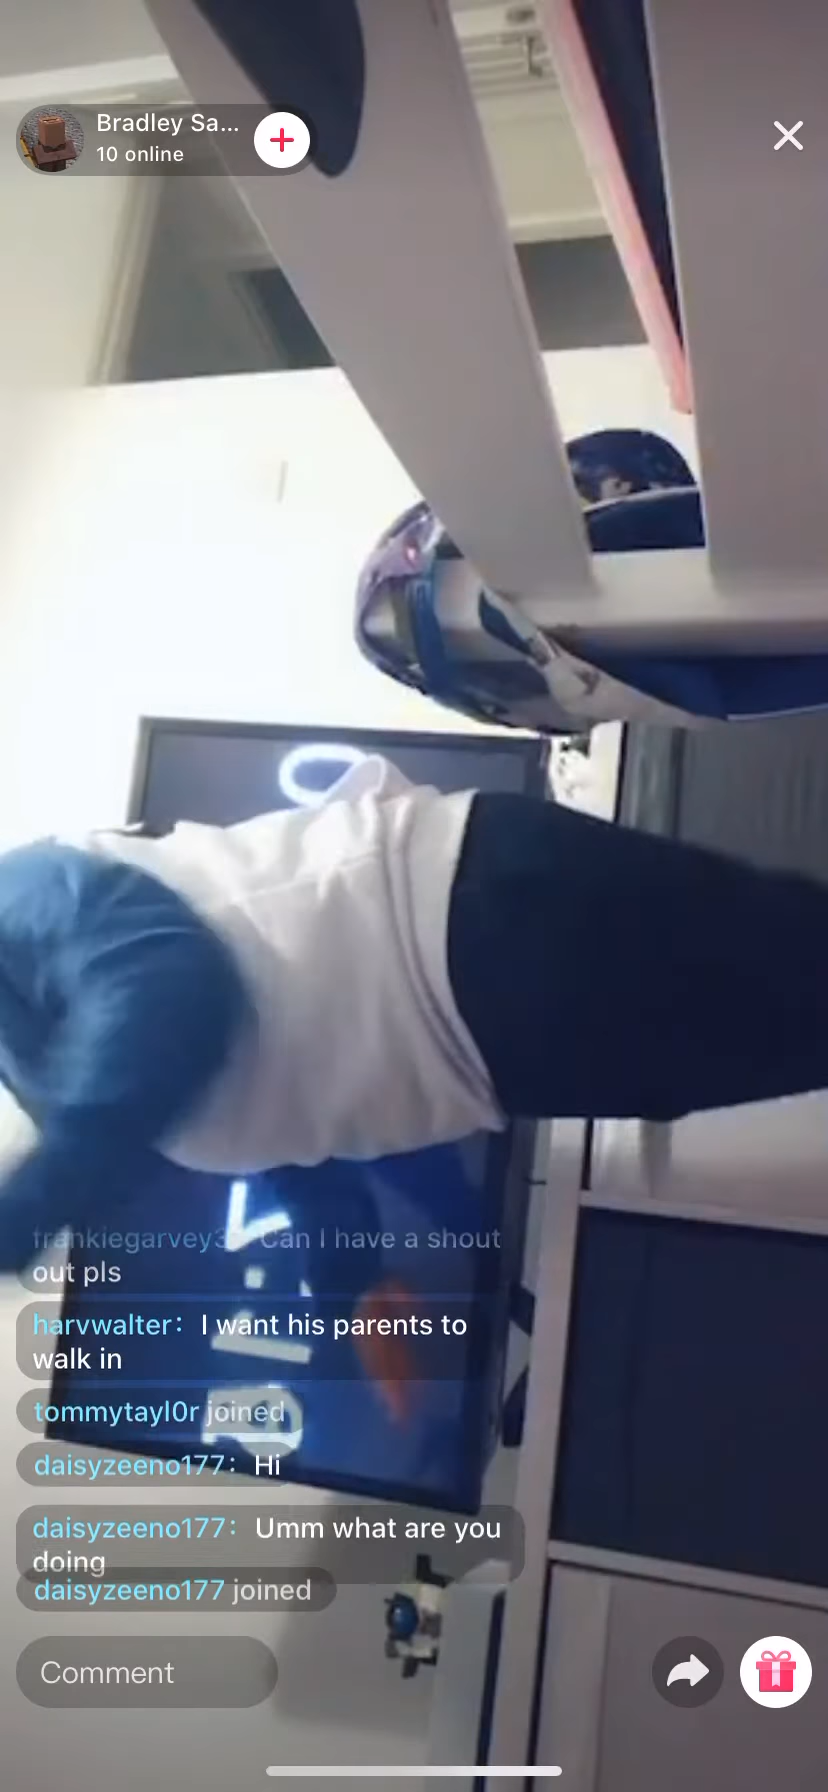 Bradley Sa...
10 online
frankiegarvey3 Can I have a shout
out pls
harvwalter: I want his parents to
walk in
tommytayl0r joined
daisyzeeno177: Hi
daisyzeeno177: Umm what are you
doing
daisyzeeno177 joined
Comment